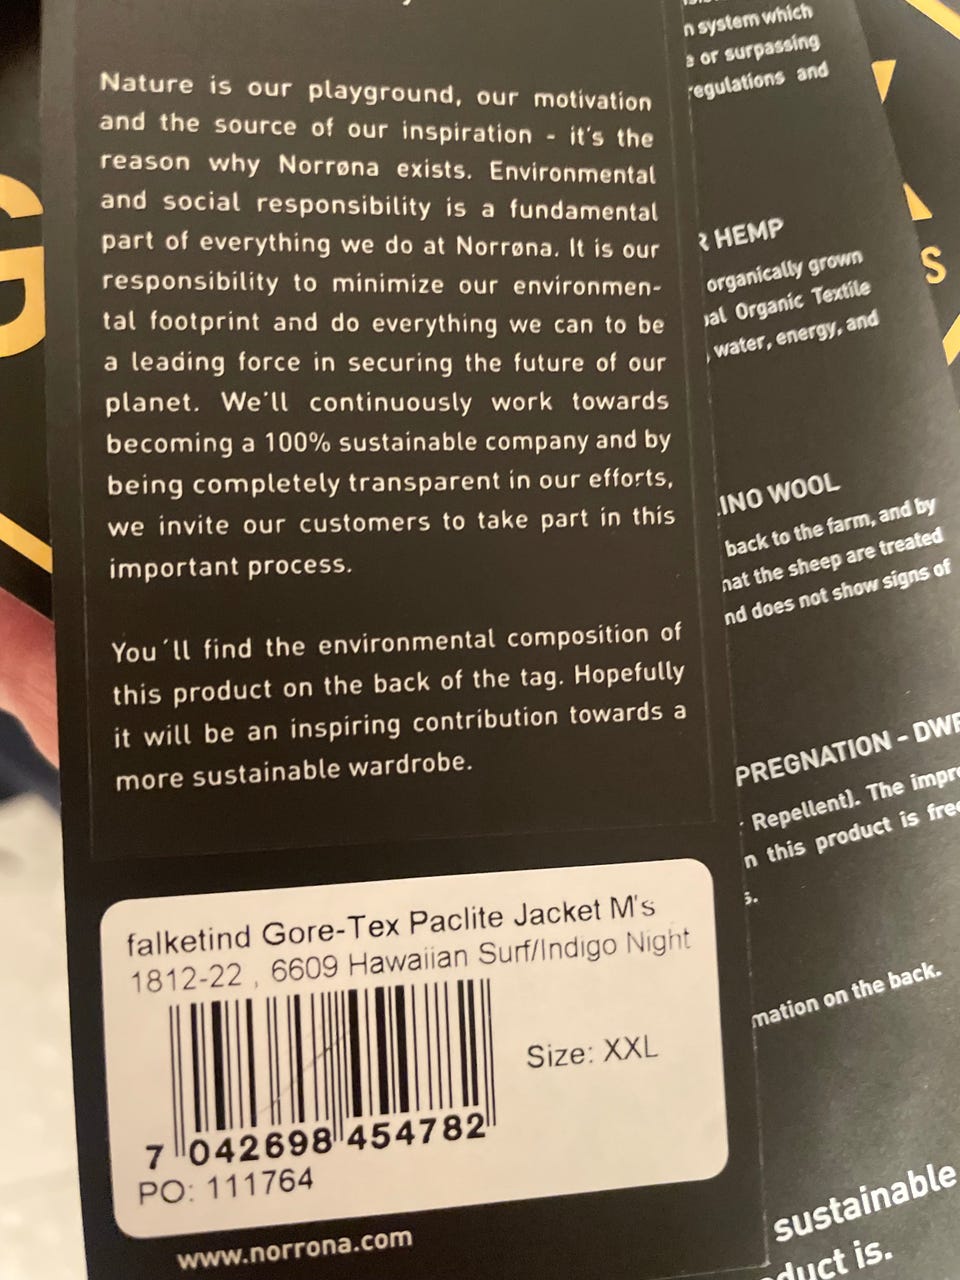 Nature is our playground, our motivation
and the source of our inspiration - it's the
reason why Norrøna exists. Environmental
and social responsibility is a fundamental
part of everything we do at Norrøna. It is our
responsibility to minimize our environmen-
tal footprint and do everything we can to be
a leading force in securing the future of our
planet. We'll continuously work towards
becoming a 100% sustainable company and by
being completely transparent in our efforts,
we invite our customers to take part in this
important process.
You´ll find the environmental composition of
this product on the back of the tag. Hopefully
it will be an inspiring contribution towards a
more sustainable wardrobe.
falketind Gore-Tex Paclite Jacket M's
1812-22 , 6609 Hawaiian Surf/Indigo Night
Size: XXL
7 042698 454782
PO: 111764
www.norrona.com
system which
or surpassing
regulations and
HEMP
organically grown
Organic Textile
water, energy, and
WOOL
back to the farm, and by
the sheep are treated
does not show signs of
- DW
Repellent). The
this product is
on the back.
sustainable
is.
G
S